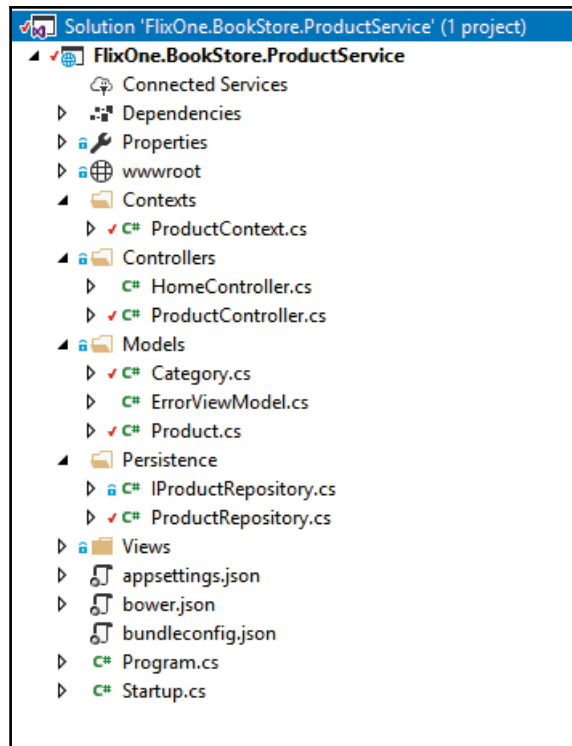 Solution 'FlixOne.BookStore.ProductService' (1 project)
FlixOne.BookStore.ProductService
Connected Services
Dependencies
Properties
wwwroot
Contexts
C# ProductContext.cs
Controllers
C# HomeController.cs
C# ProductController.cs
Models
C# Category.cs
C# ErrorViewModel.cs
C# Product.cs
Persistence
C# IProductRepository.cs
C# ProductRepository.cs
Views
appsettings.json
bower.json
bundleconfig.json
C# Program.cs
C# Startup.cs